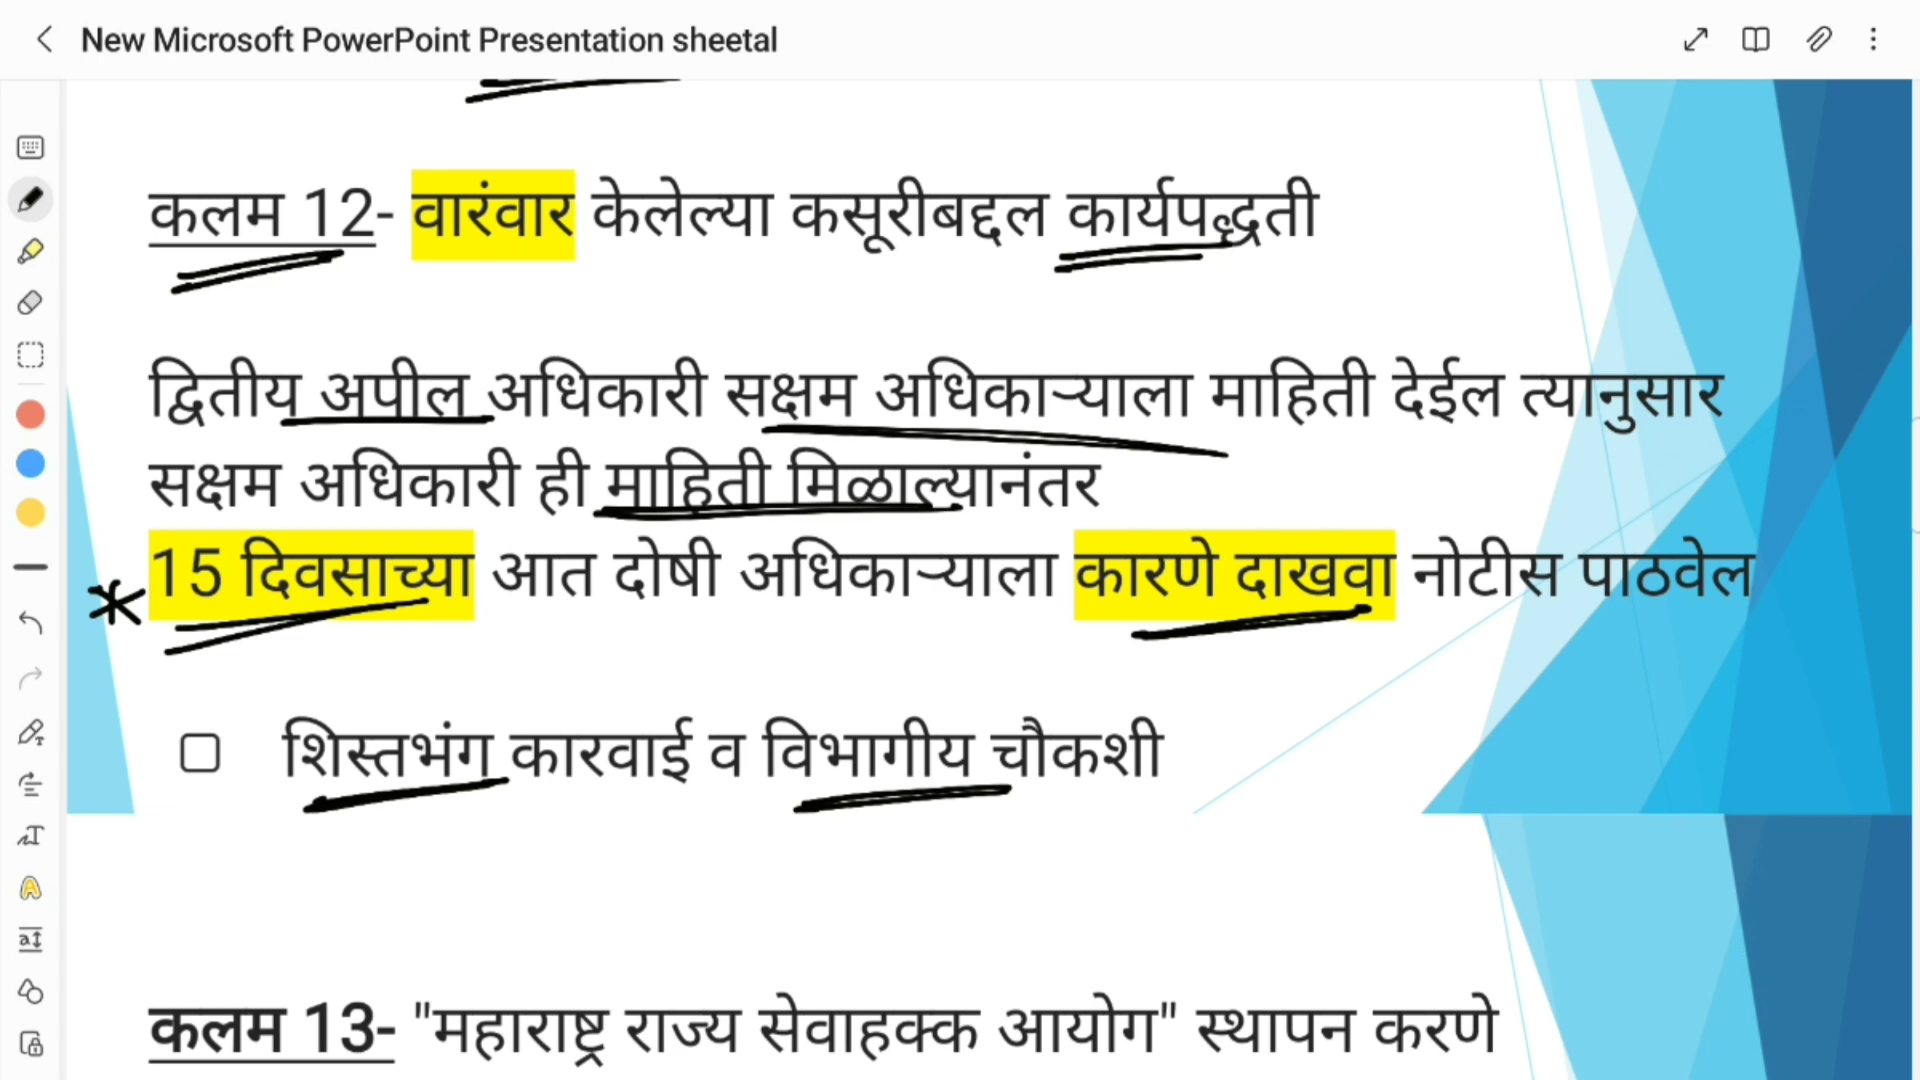 New Microsoft PowerPoint Presentation sheetal
कलम 12- वारंवार केलेल्या कसूरीबद्दल कार्यपद्धती
द्वितीय अपील अधिकारी सक्षम अधिकाऱ्याला माहिती देईल त्यानुसार
सक्षम अधिकारी ही माहिती मिळाल्यानंतर
15 दिवसाच्या आत दोषी अधिकाऱ्याला कारणे दाखवा नोटीस पाठवेल
शिस्तभंग कारवाई व विभागीय चौकशी
कलम 13- "महाराष्ट्र राज्य सेवाहक्क आयोग" स्थापन करणे